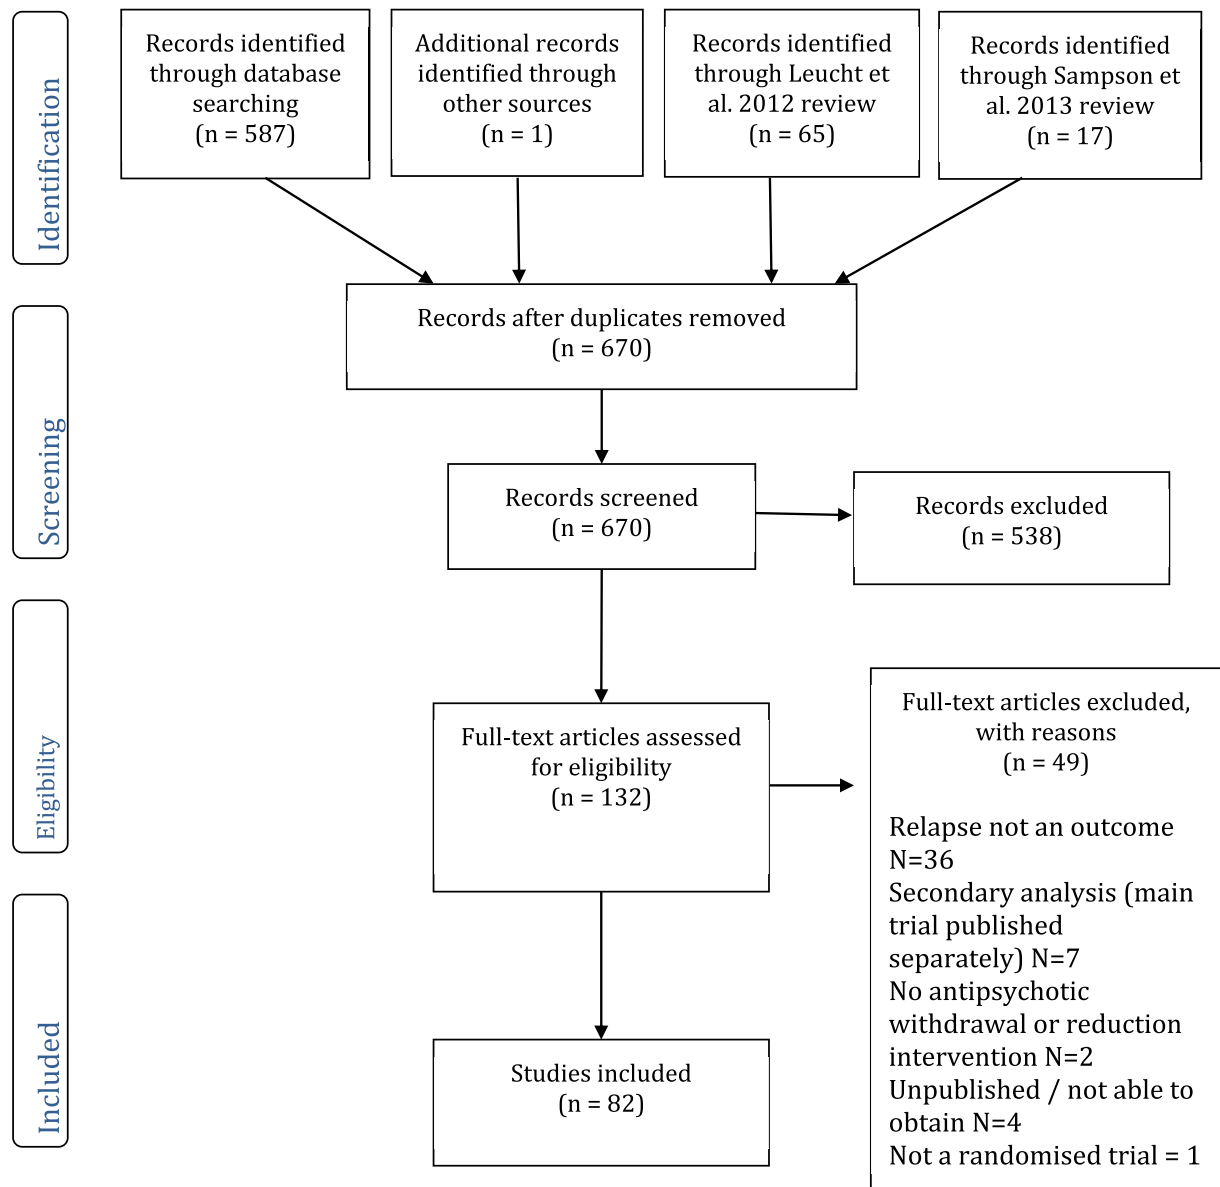 Identification
Records identified
through database
searching
(n = 587)
Additional records
identified through
other sources
(n = 1)
Records identified
through Leucht et
al. 2012 review
(n = 65)
Records identified
through Sampson et
al. 2013 review
(n = 17)
Records after duplicates removed
(n = 670)
Screening
Records screened
(n = 670)
Records excluded
(n = 538)
Eligibility
Full-text articles assessed
for eligibility
(n = 132)
Full-text articles excluded,
with reasons
(n = 49)
Relapse not an outcome
N=36
Secondary analysis (main
trial published
separately) N=7
No antipsychotic
withdrawal or reduction
intervention N=2
Unpublished / not able to
obtain N=4
Not a randomised trial = 1
Included
Studies included
(n = 82)